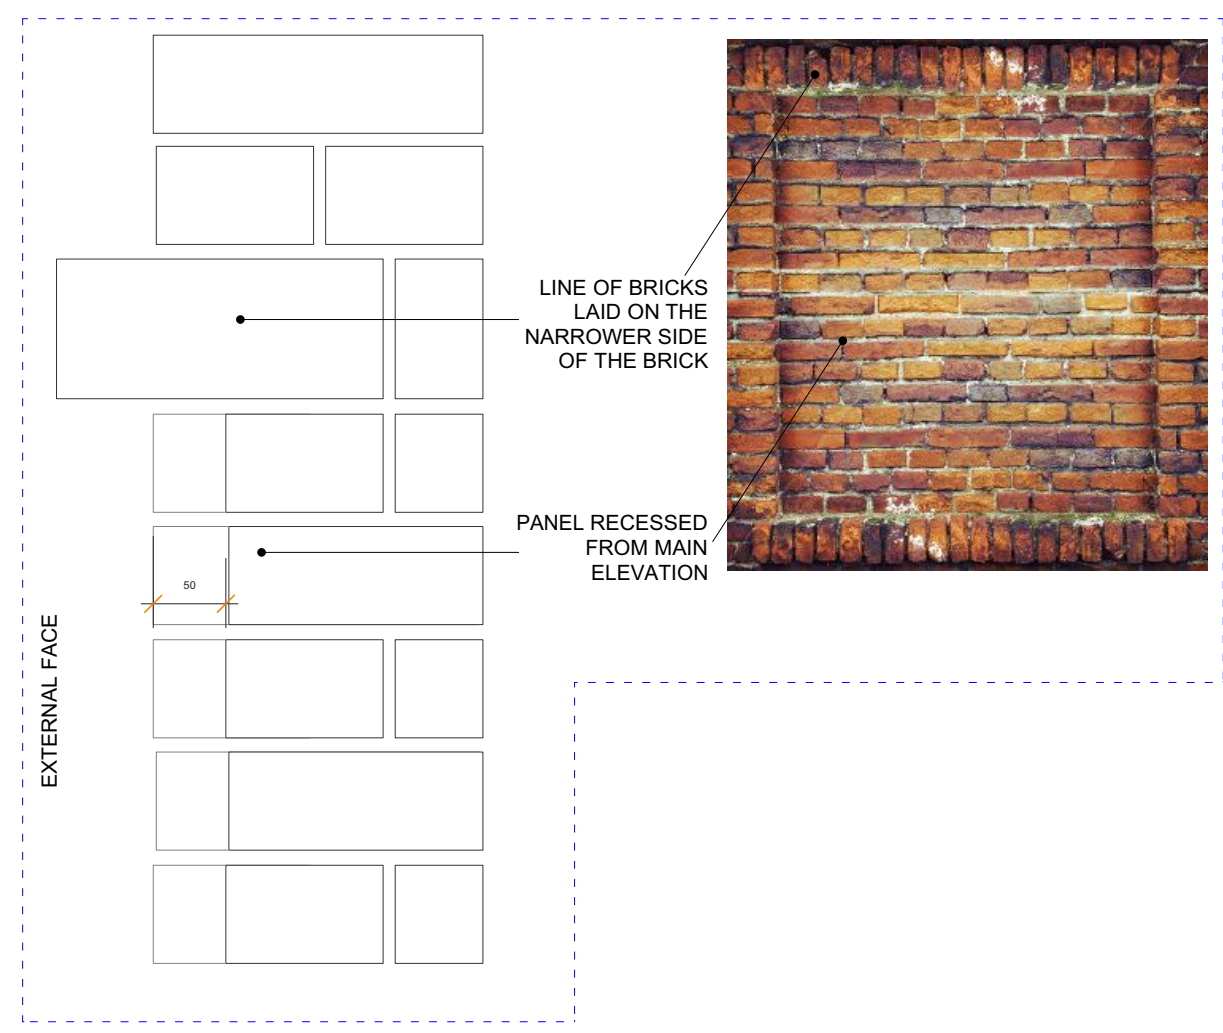 LINE OF BRICKS
LAID ON THE
NARROWER SIDE
OF THE BRICK
PANEL RECESSED
FROM MAIN
ELEVATION
50
EXTERNAL FACE